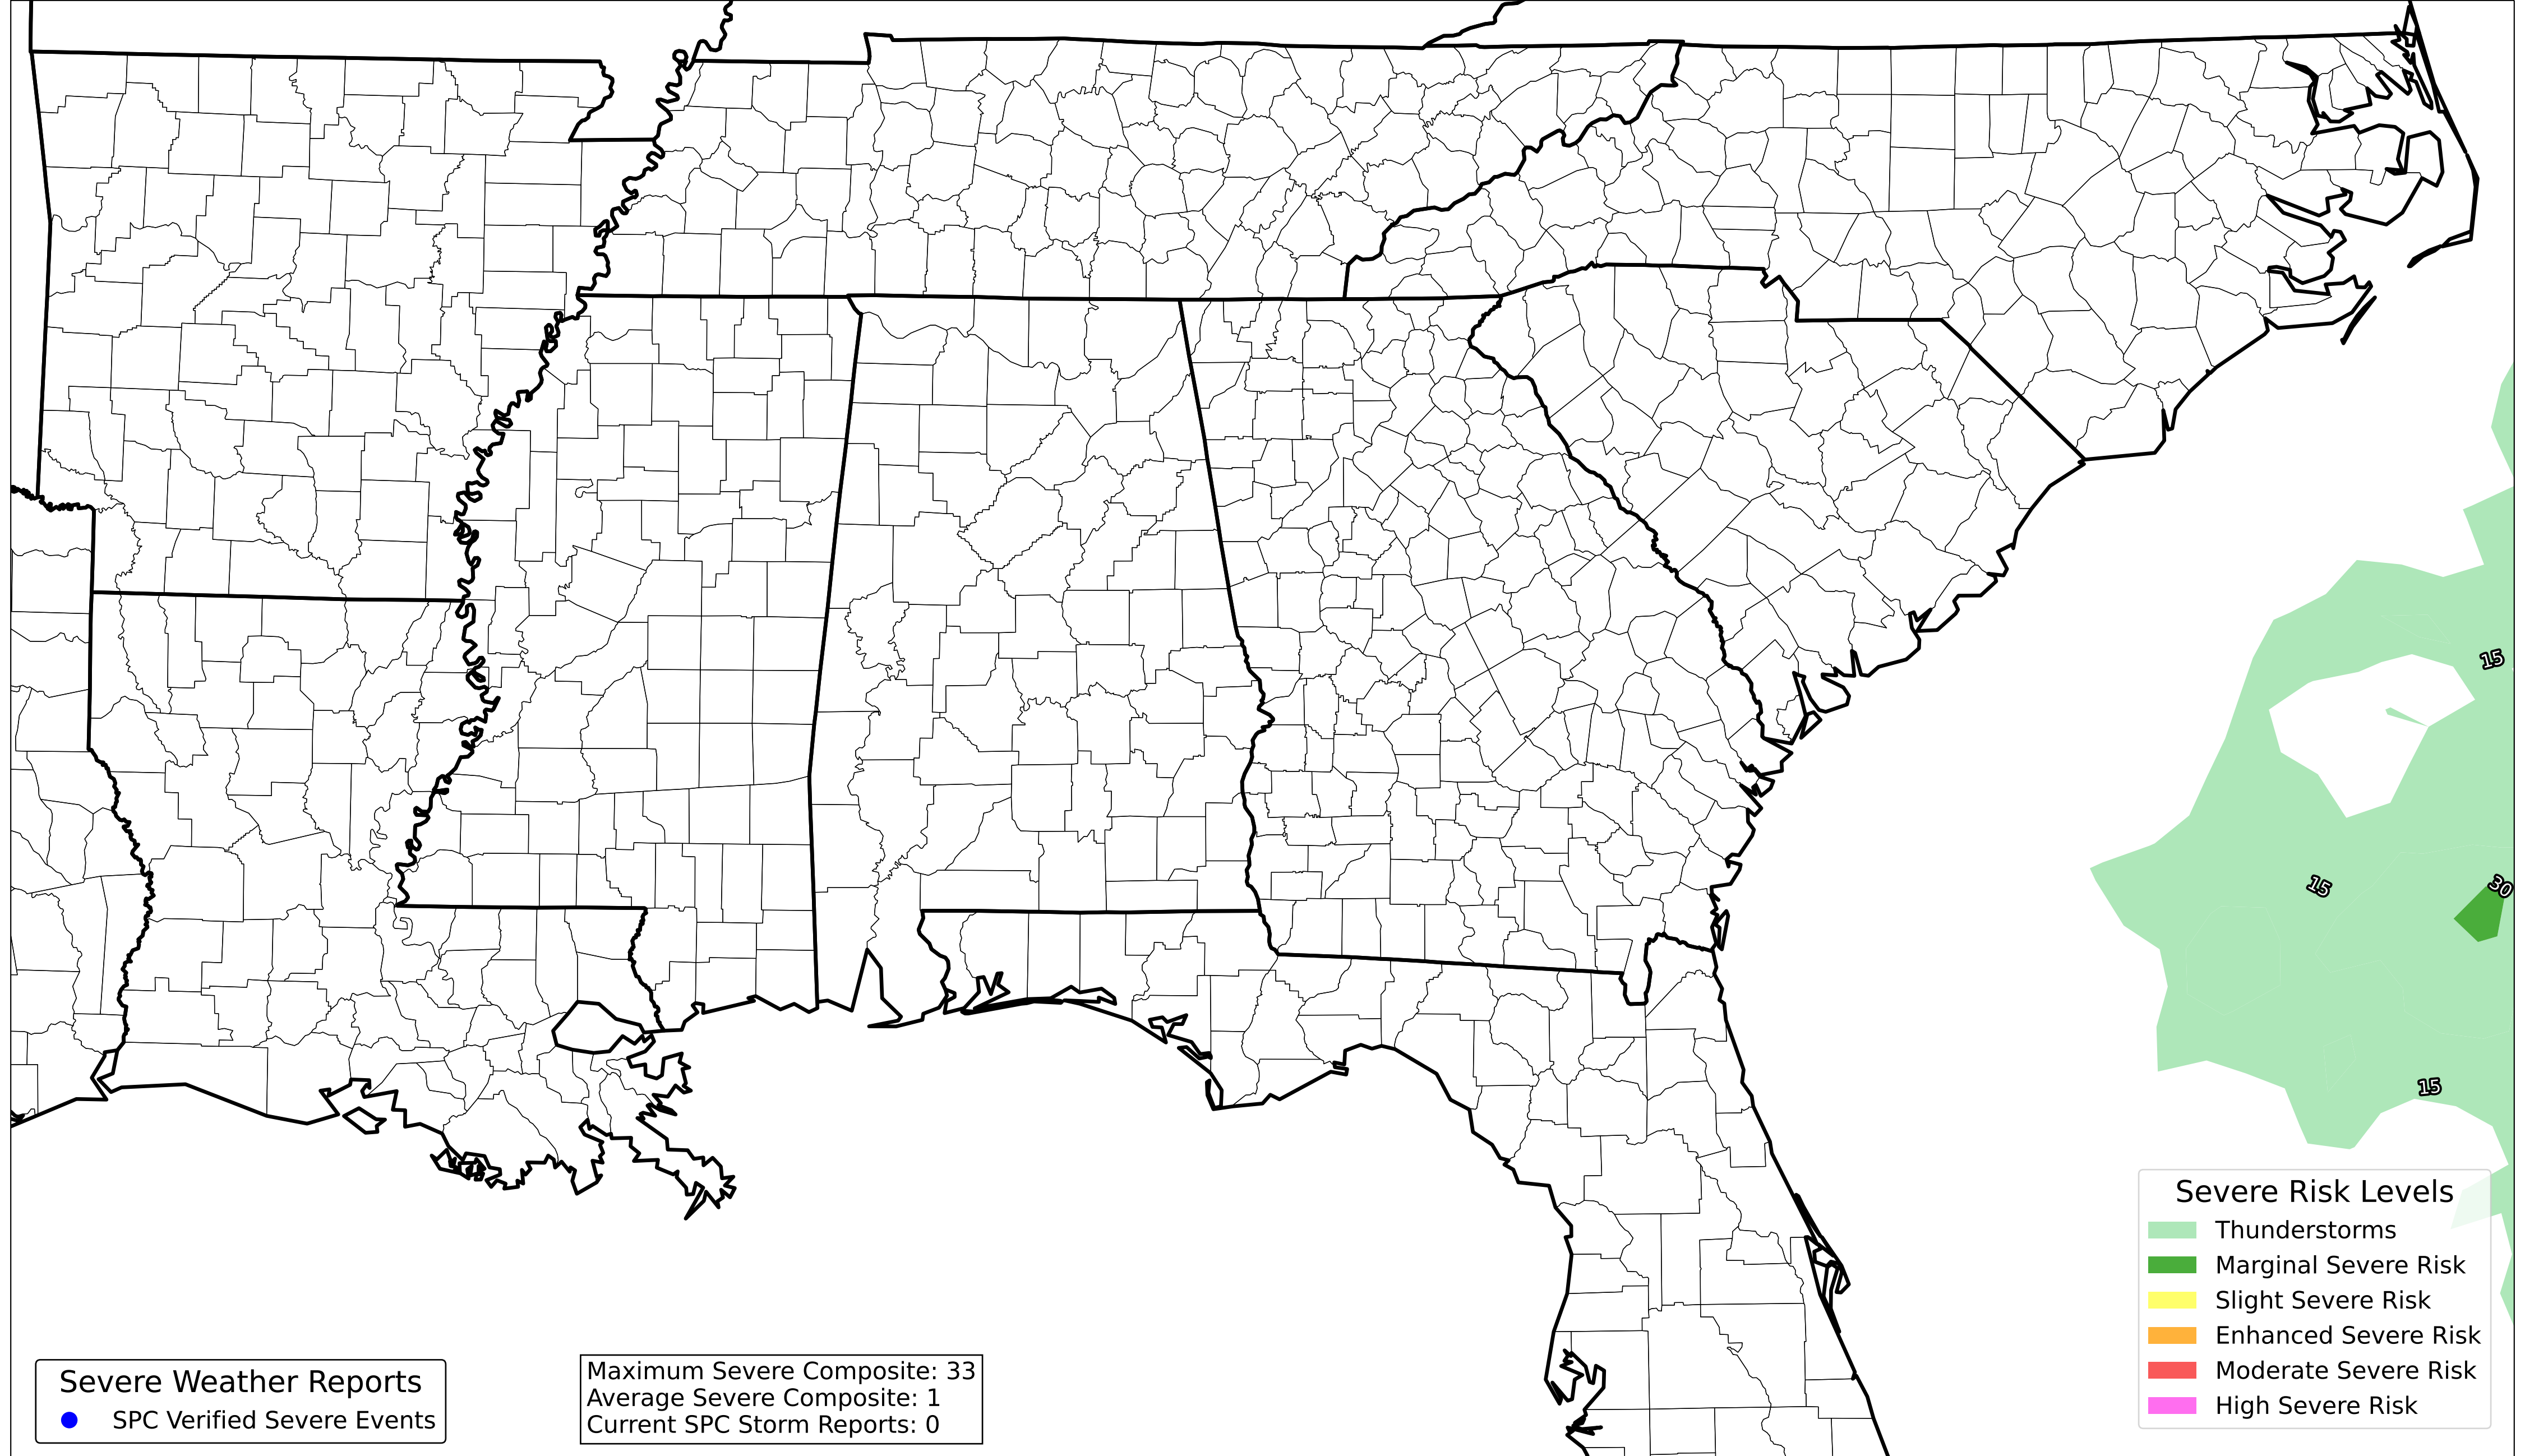 15
30
15
15
Severe Risk Levels
Thunderstorms
Marginal Severe Risk
Slight Severe Risk
Enhanced Severe Risk
Moderate Severe Risk
High Severe Risk
Severe Weather Reports
SPC Verified Severe Events
Maximum Severe Composite: 33
Average Severe Composite: 1
Current SPC Storm Reports: 0